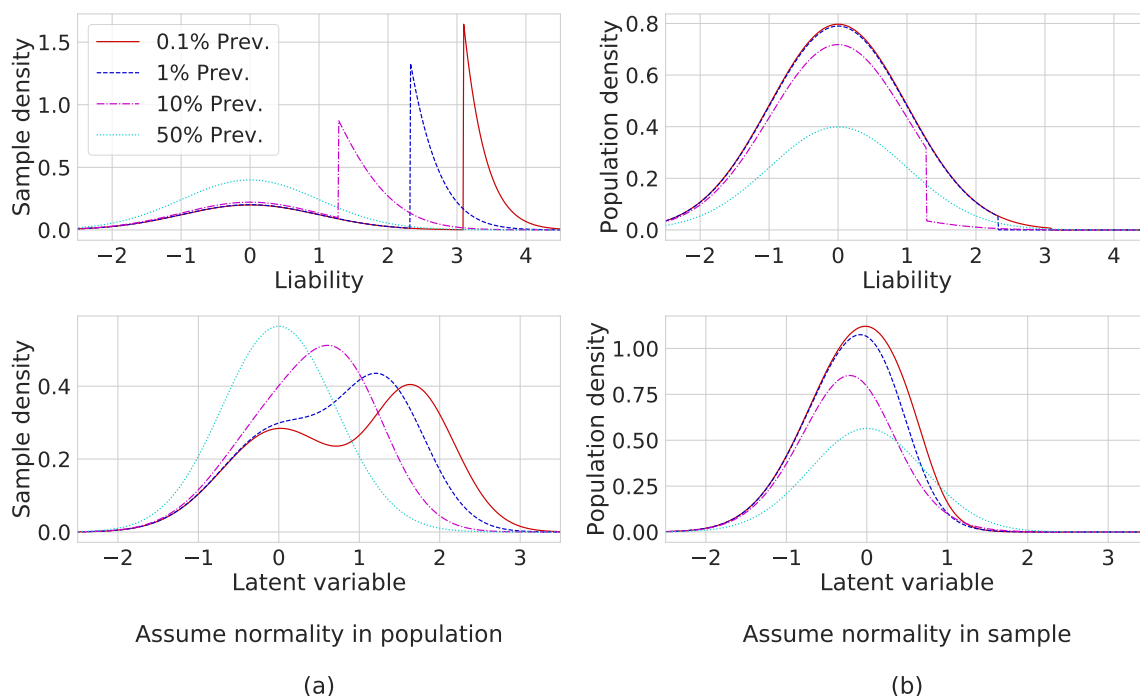 Sample density
1.5
1.0
0.5
0.0
0.1% Prev.
1% Prev.
10% Prev.
50% Prev.
−2 −1 0 1 2 3 4
Liability
Population density
0.8
0.6
0.4
0.2
0.0
−2 −1 0 1 2 3 4
Liability
Sample density
0.4
0.2
0.0
−2 −1 0 1 2 3
Latent variable
Population density
1.00
0.75
0.50
0.25
0.00
−2 −1 0 1 2 3
Latent variable
Assume normality in population
Assume normality in sample
(a)
(b)